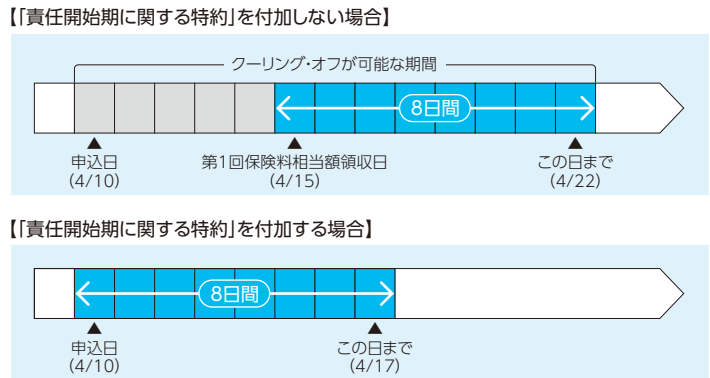 【「責任開始期に関する特約」を付加しない場合】
クーリング・オフが可能な期間
8日間
申込日
(4/10)
第1回保険料相当額領収日
(4/15)
この日まで
(4/22)
【「責任開始期に関する特約」を付加する場合】
8日間
申込日
(4/10)
この日まで
(4/17)